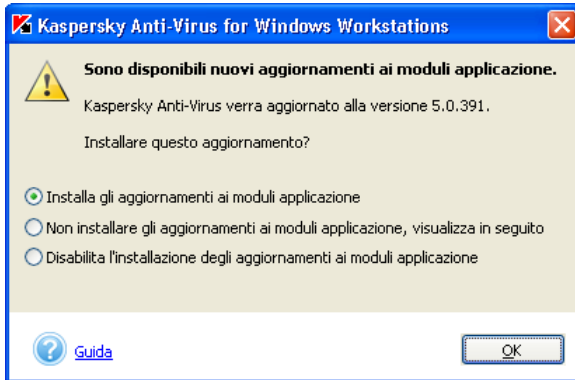 Kaspersky Anti-Virus for Windows Workstations
Sono disponibili nuovi aggiornamenti ai moduli applicazione.
Kaspersky Anti-Virus verra aggiornato alla versione 5.0.391.
Installare questo aggiornamento?
Installa gli aggiornamenti ai moduli applicazione
Non installare gli aggiornamenti ai moduli applicazione, visualizza in seguito
Disabilita l'installazione degli aggiornamenti ai moduli applicazione
Guida
OK